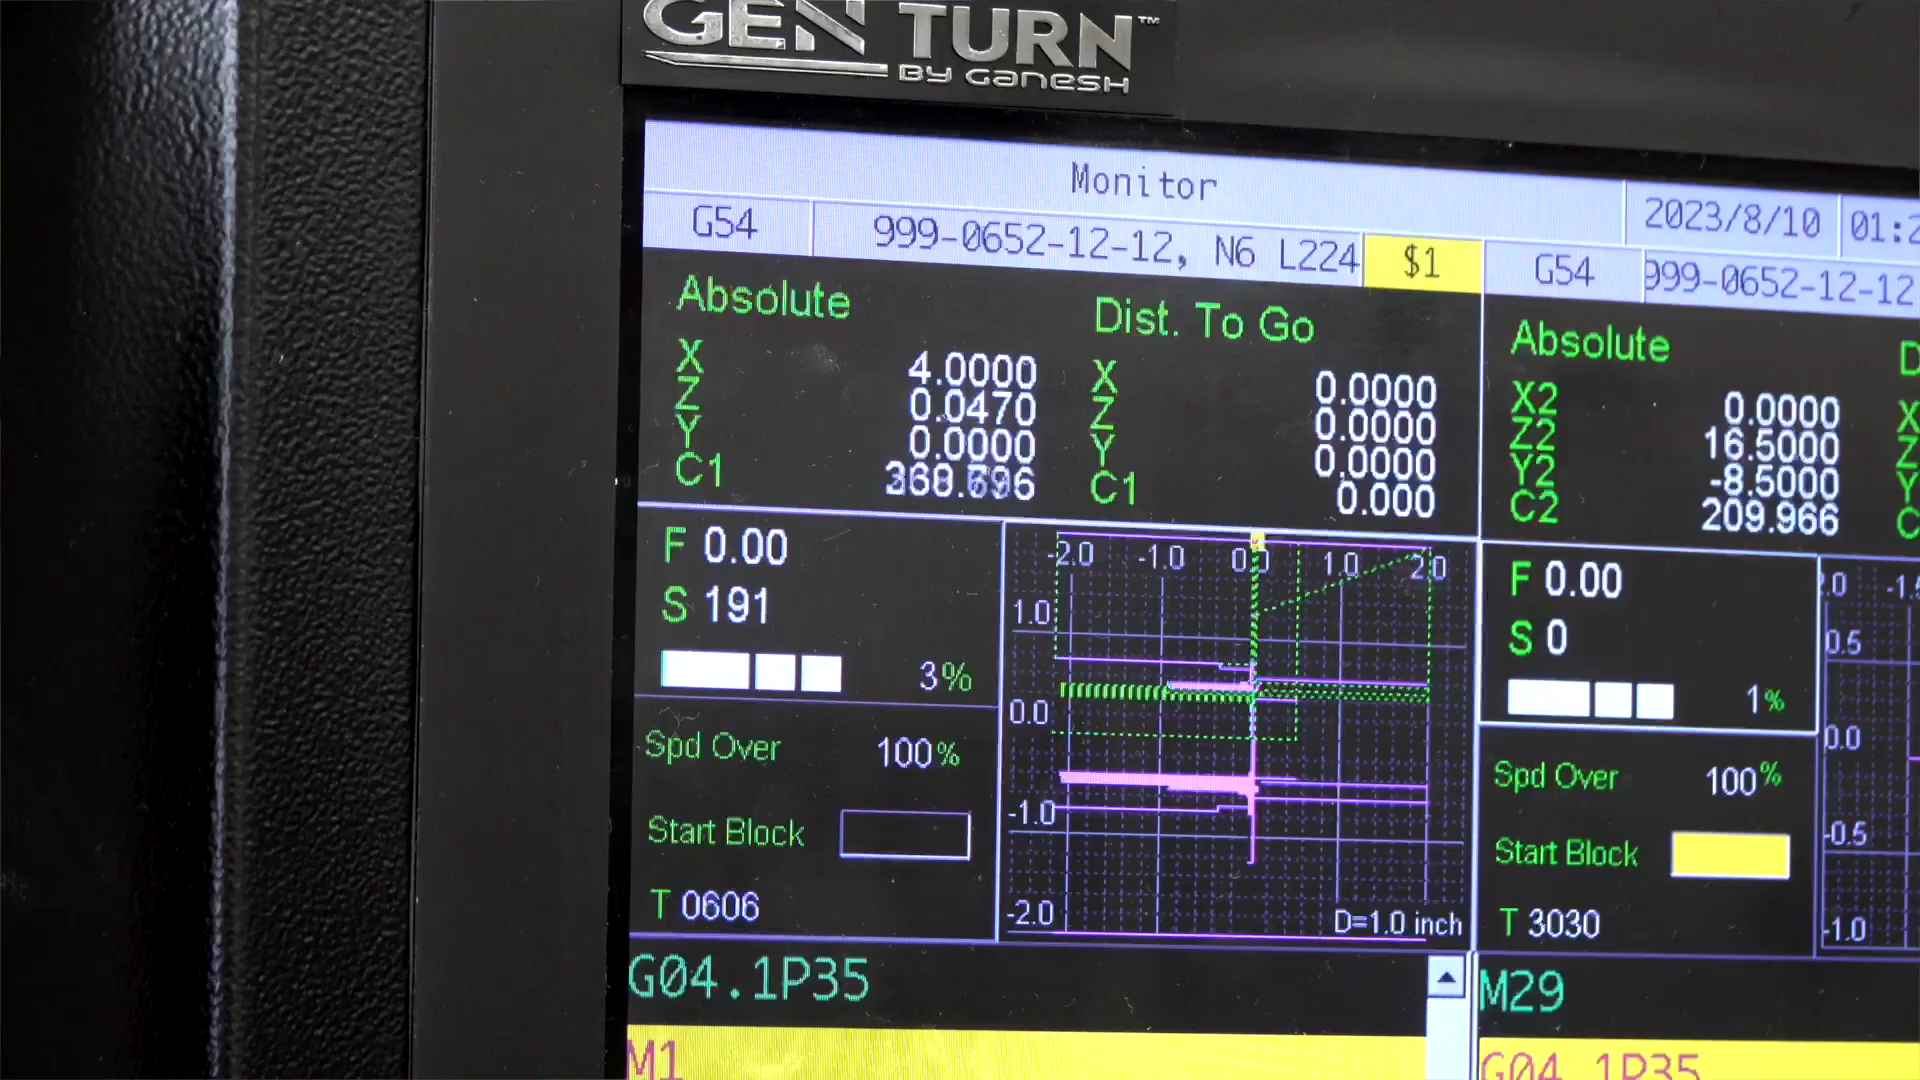 GEN TURN™
BY GANESH
Monitor
2023/8/10
G54
999-0652-12-12, N6 L224
$1
G54
999-0652-12-12
Absolute
X 4.0000
Z 0.0470
Y 0.0000
C1
Dist. To Go
X 0.0000
Z 0.0000
Y 0.0000
C1 0.000
Absolute
X2 0.0000
Z2 16.5000
Y2 -8.5000
C2 209.966
F 0.00
S 191
3%
Spd Over 100%
Start Block
T 0606
-2.0 -1.0 0.0 1.0 2.0
1.0
0.0
-1.0
-2.0
D=1.0 inch
F 0.00
S 0
1%
Spd Over 100%
Start Block
T 3030
0.5
0.0
-0.5
-1.0
G04.1P35
M1
M29
G04.1P35